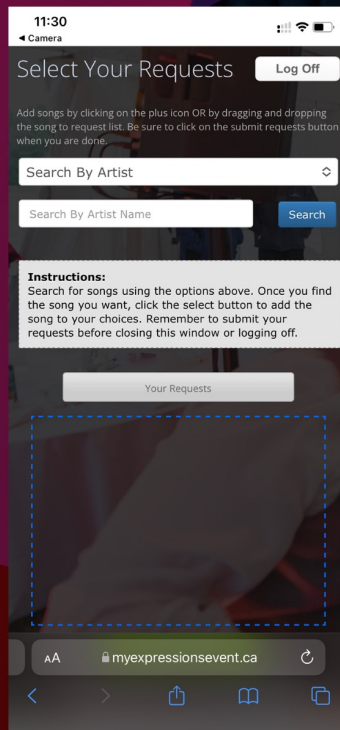 11:30
◀ Camera
Select Your Requests
Log Off
Add songs by clicking on the plus icon OR by dragging and dropping
the song to request list. Be sure to click on the submit requests button
when you are done.
Search By Artist
Search By Artist Name
Search
Instructions:
Search for songs using the options above. Once you find
the song you want, click the select button to add the
song to your choices. Remember to submit your
requests before closing this window or logging off.
Your Requests
AA
myexpressionsevent.ca